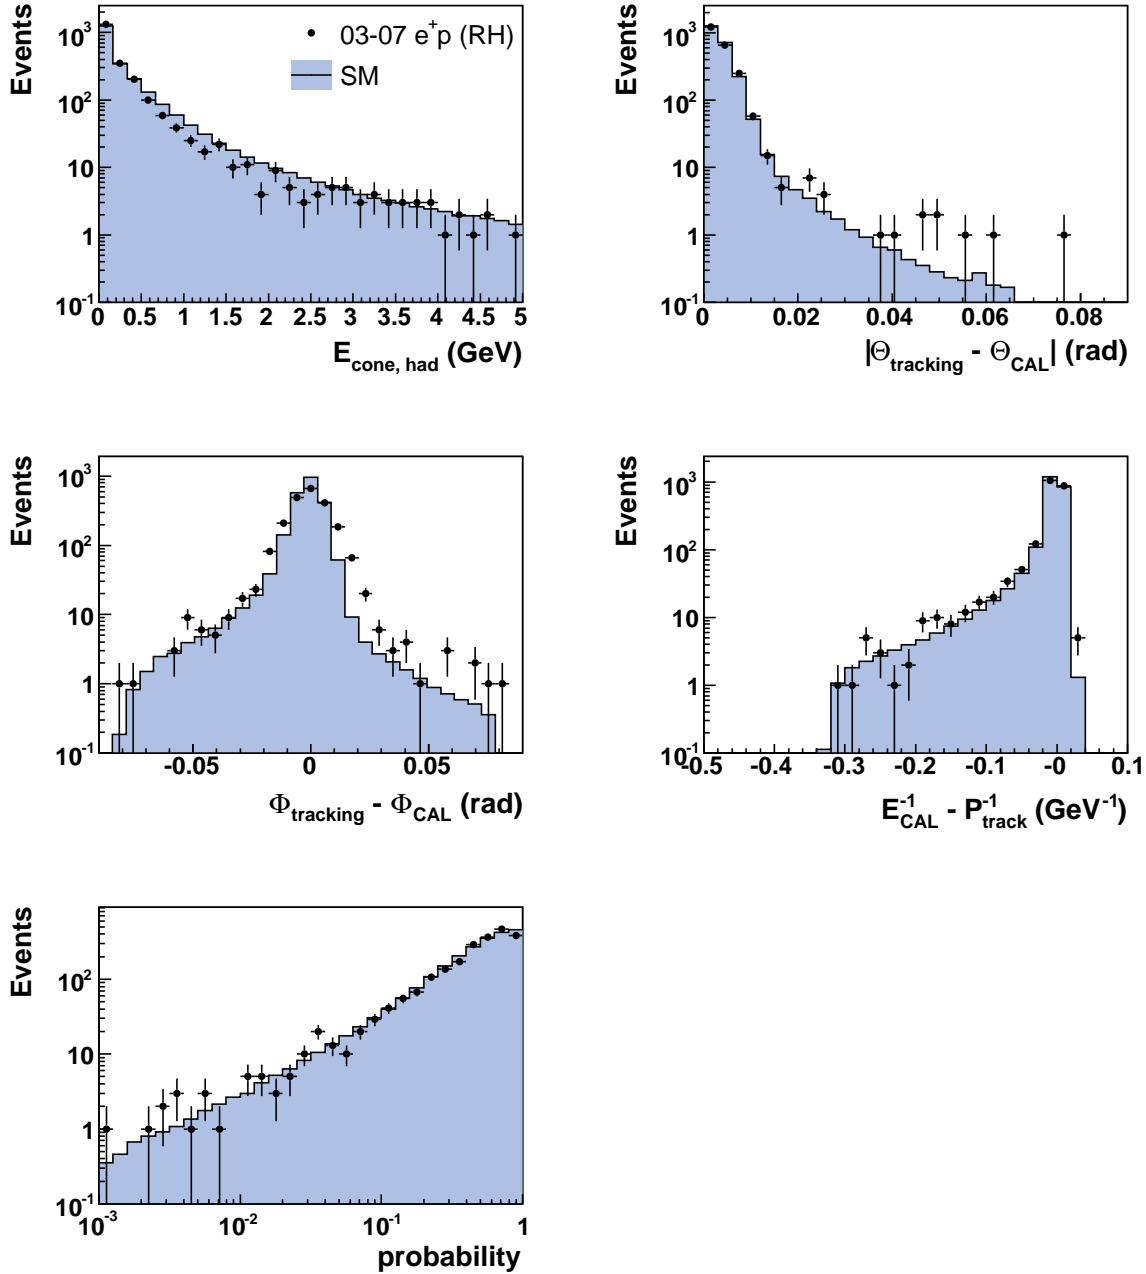 Events
10³
10²
10
1
10⁻¹
03-07 e⁺p (RH)
SM
0 0.5 1 1.5 2 2.5 3 3.5 4 4.5 5
E_cone, had (GeV)
Events
10³
10²
10
1
10⁻¹
0 0.02 0.04 0.06 0.08
|Θ_tracking - Θ_CAL| (rad)
Events
10³
10²
10
1
10⁻¹
-0.05 0 0.05
Φ_tracking - Φ_CAL (rad)
Events
10³
10²
10
1
10⁻¹
-0.5 -0.4 -0.3 -0.2 -0.1 -0 0.1
E⁻¹_CAL - P⁻¹_track (GeV⁻¹)
Events
10²
10
1
10⁻¹
10⁻³ 10⁻² 10⁻¹ 1
probability